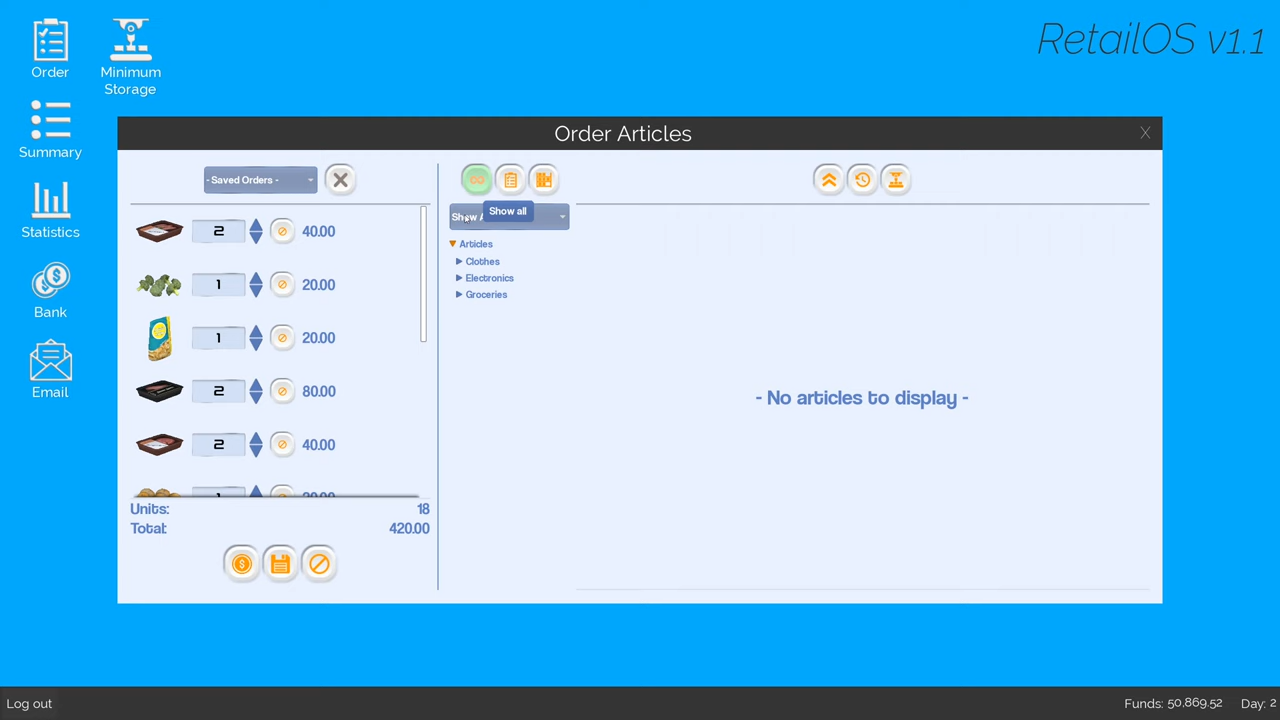 RetailOS v1.1
Order
Minimum
Storage
Summary
Statistics
Bank
Email
Order Articles
X
- Saved Orders -
Show all
Show A
Articles
Clothes
Electronics
Groceries
2 40.00
1 20.00
1 20.00
2 80.00
2 40.00
Units: 18
Total: 420.00
- No articles to display -
Log out
Funds: 50,869.52
Day: 2